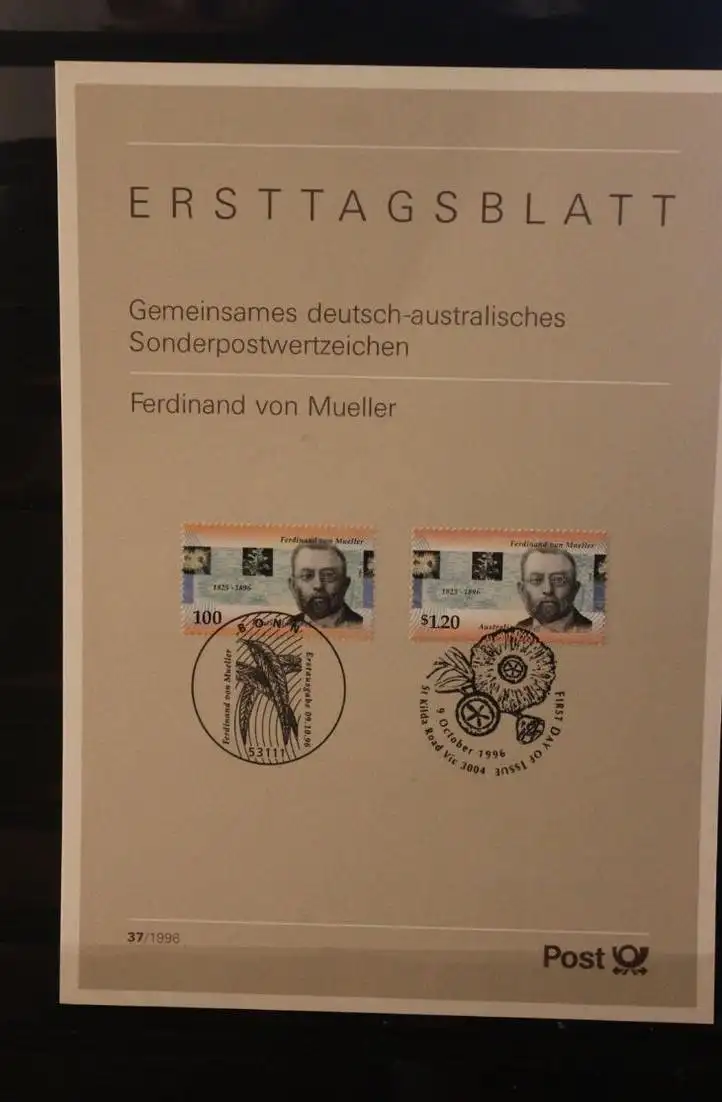 ERSTTAGSBLATT
Gemeinsames deutsch-australisches
Sonderpostwertzeichen
Ferdinand von Mueller
Ferdinand von Mueller
1825 - 1896
100
Ferdinand von Mueller
1825 - 1896
$1.20
Australia
BONN
Ferdinand von Mueller
Erstausgabe 09.10.96
53111
FIRST DAY OF ISSUE
9 October 1996
St Kilda Road Vic 3004
37/1996
Post